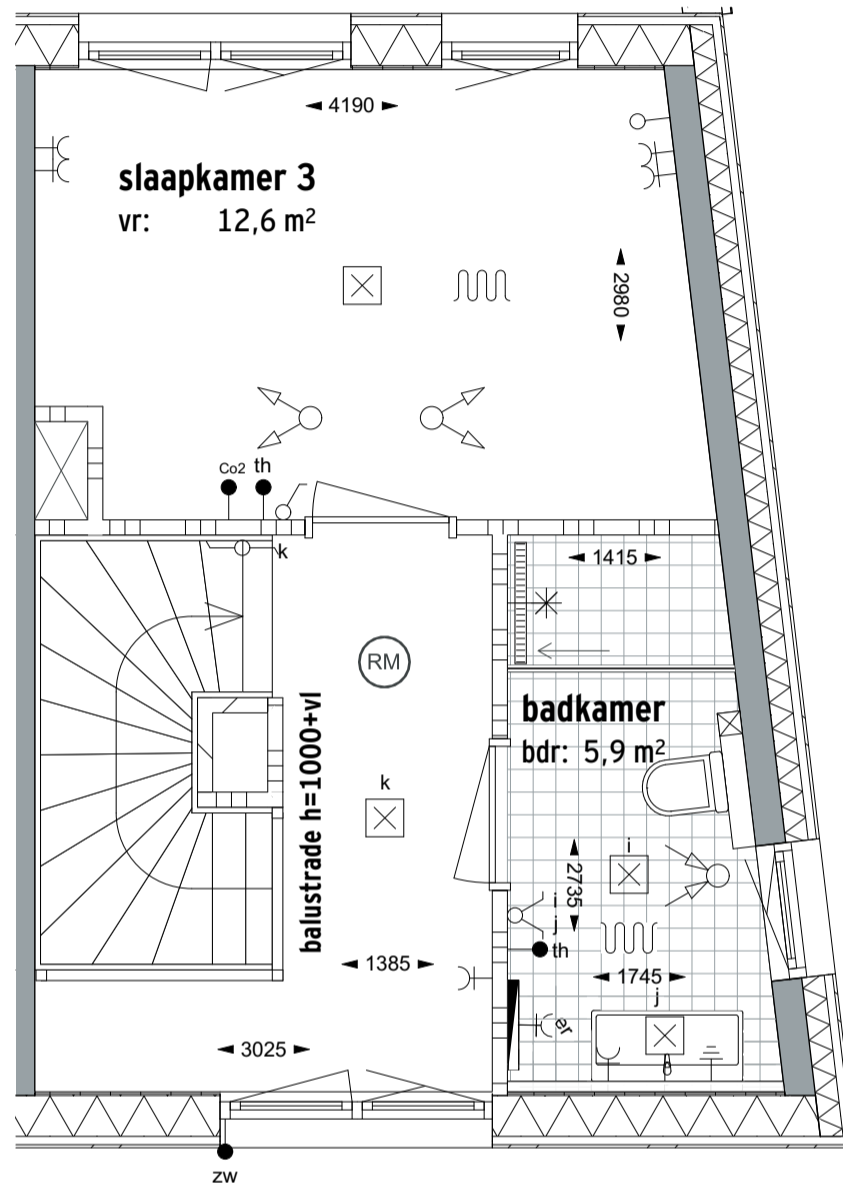 4190
slaapkamer 3
vr: 12,6 m²
2980
Co2 th
k
1415
RM
balustrade h=1000+vl
badkamer
bdr: 5,9 m²
k
i
2735
i
j
th
1385
1745
j
er
3025
zw